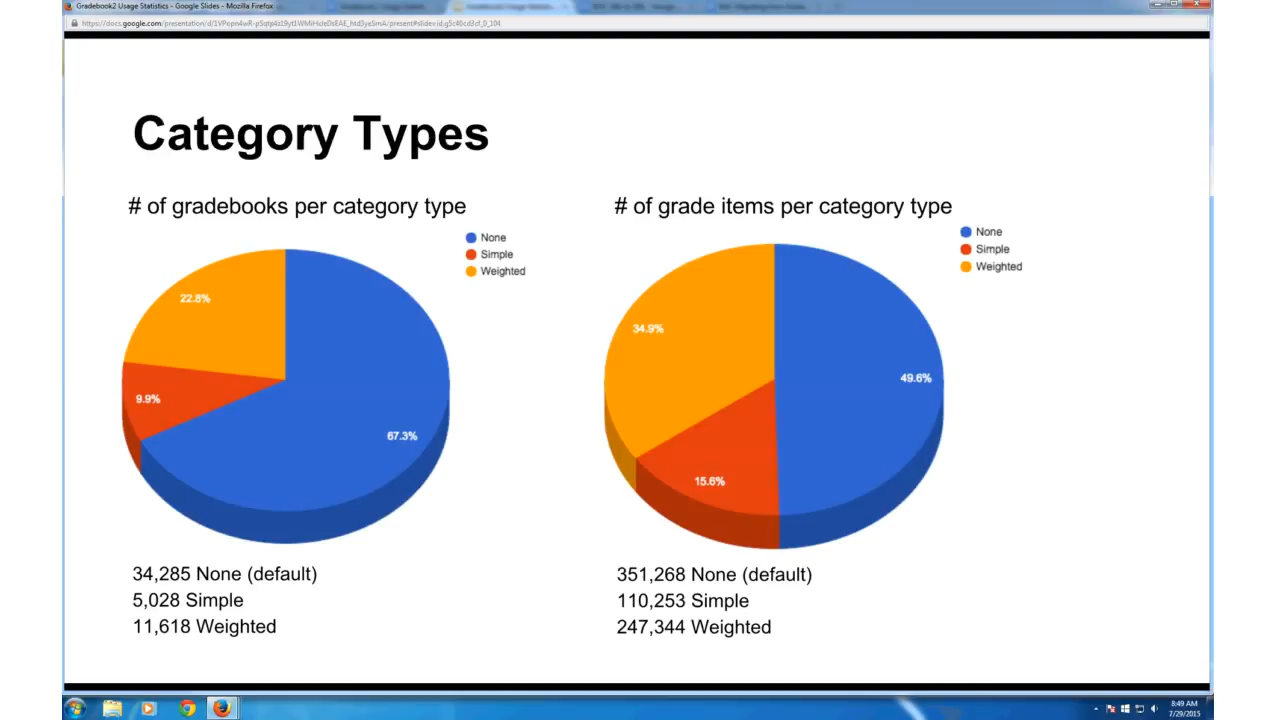 Gradebook2 Usage Statistics - Google Slides - Mozilla Firefox
Category Types
# of gradebooks per category type
None
Simple
Weighted
22.8%
9.9%
67.3%
34,285 None (default)
5,028 Simple
11,618 Weighted
# of grade items per category type
None
Simple
Weighted
34.9%
49.6%
15.6%
351,268 None (default)
110,253 Simple
247,344 Weighted
8:49 AM
7/29/2015